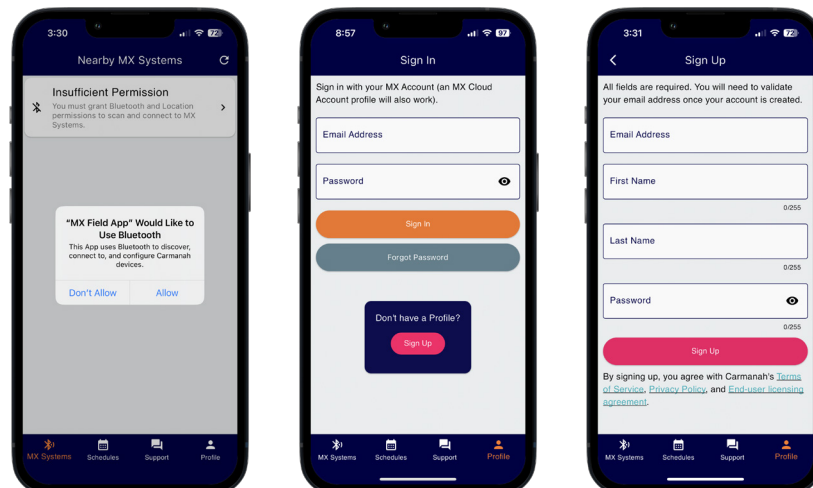 3:30
72
Nearby MX Systems
Insufficient Permission
You must grant Bluetooth and Location
permissions to scan and connect to MX
Systems.
"MX Field App" Would Like to
Use Bluetooth
This App uses Bluetooth to discover,
connect to, and configure Carmanah
devices.
Don't Allow
Allow
MX Systems
Schedules
Support
Profile
8:57
97
Sign In
Sign in with your MX Account (an MX Cloud
Account profile will also work).
Email Address
Password
Sign In
Forgot Password
Don't have a Profile?
Sign Up
MX Systems
Schedules
Support
Profile
3:31
72
Sign Up
All fields are required. You will need to validate
your email address once your account is created.
Email Address
First Name
0/255
Last Name
0/255
Password
0/255
Sign Up
By signing up, you agree with Carmanah's Terms
of Service, Privacy Policy, and End-user licensing
agreement.
MX Systems
Schedules
Support
Profile